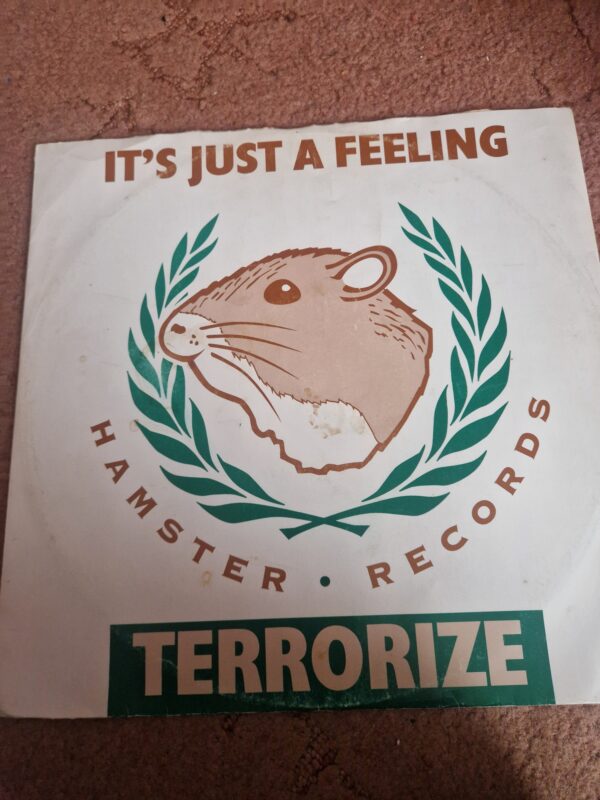 IT'S JUST A FEELING
HAMSTER • RECORDS
TERRORIZE